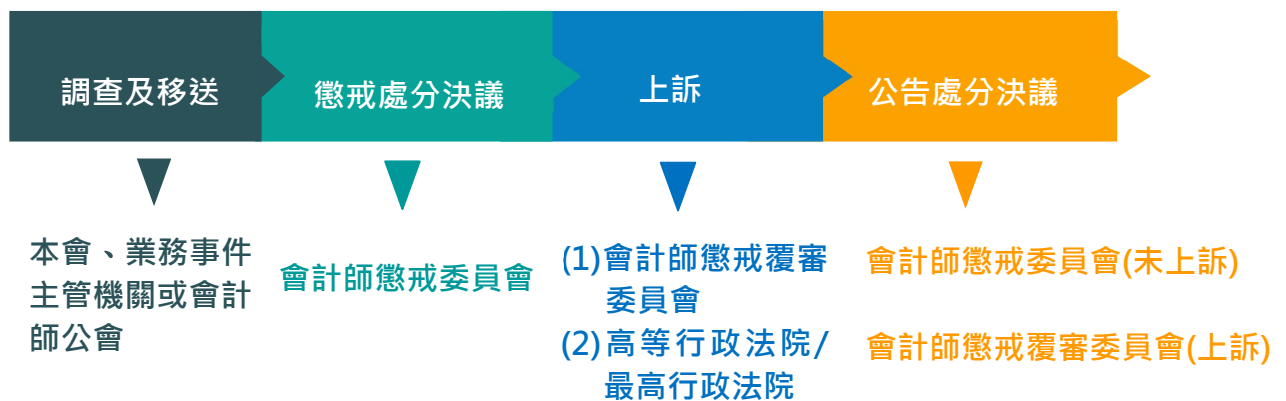 調查及移送
懲戒處分決議
上訴
公告處分決議
本會、業務事件
主管機關或會計
師公會
會計師懲戒委員會
(1)會計師懲戒覆審
委員會
(2)高等行政法院/
最高行政法院
會計師懲戒委員會(未上訴)
會計師懲戒覆審委員會(上訴)